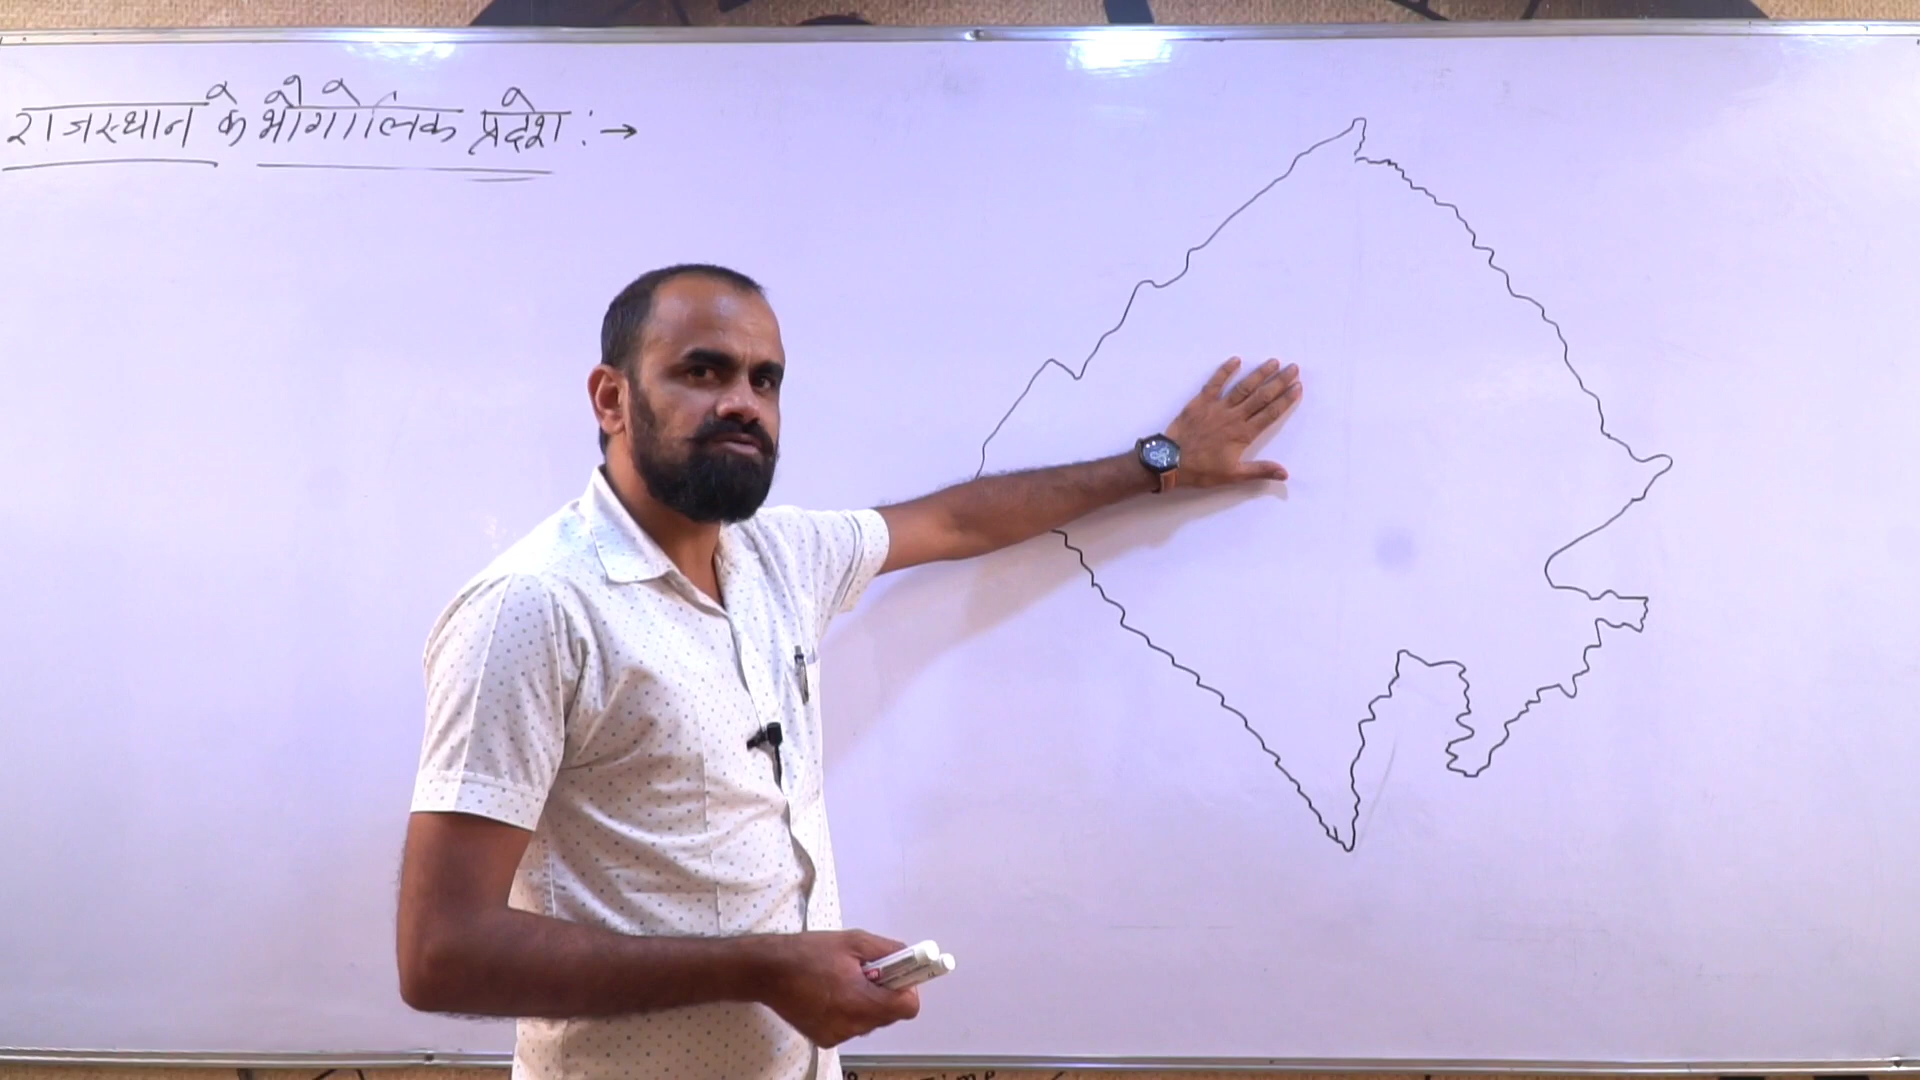 राजस्थान के भौगोलिक प्रदेश :→